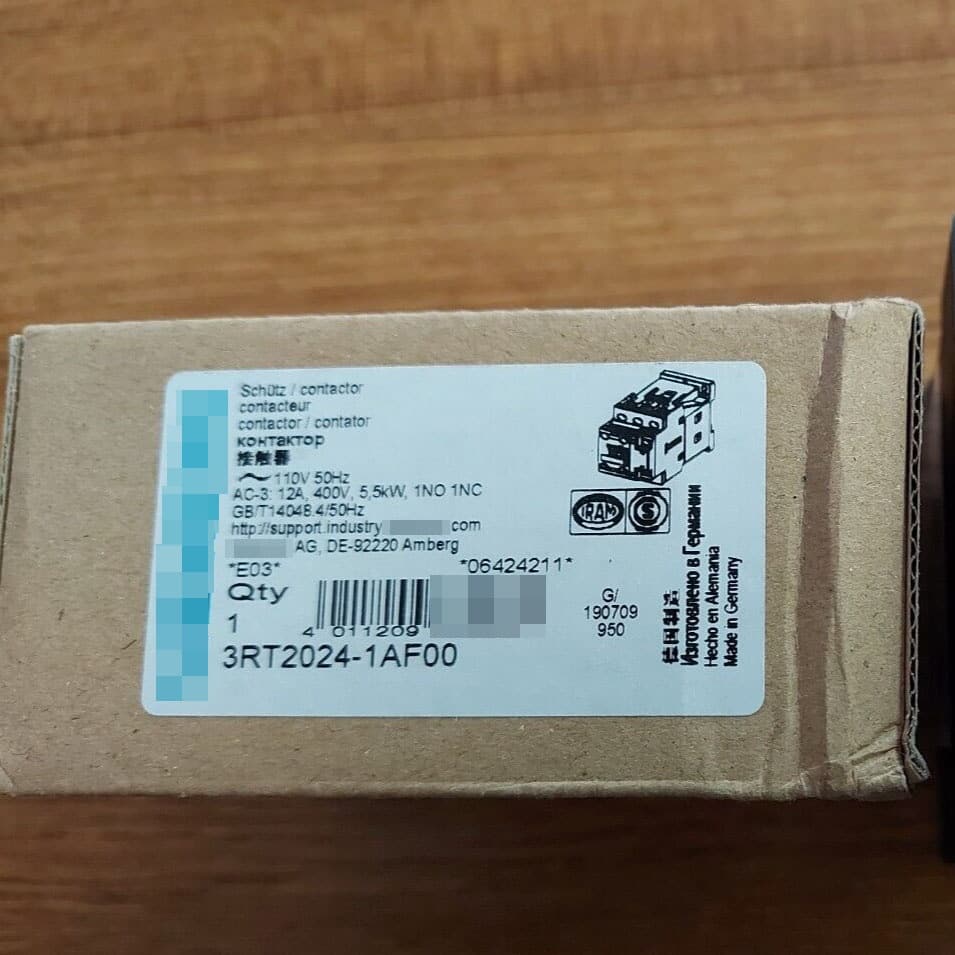 Schütz / contactor
contacteur
contactor / contator
контактор
接触器
110V 50Hz
AC-3: 12A, 400V, 5,5kW, 1NO 1NC
GB/T14048.4/50Hz
http://support.industry. com
AG, DE-92220 Amberg
*E03* *06424211*
Qty
1
4 011209
3RT2024-1AF00
IRAM
S
G/
190709
950
德国制造
Изготовлено в Германии
Hecho en Alemania
Made in Germany